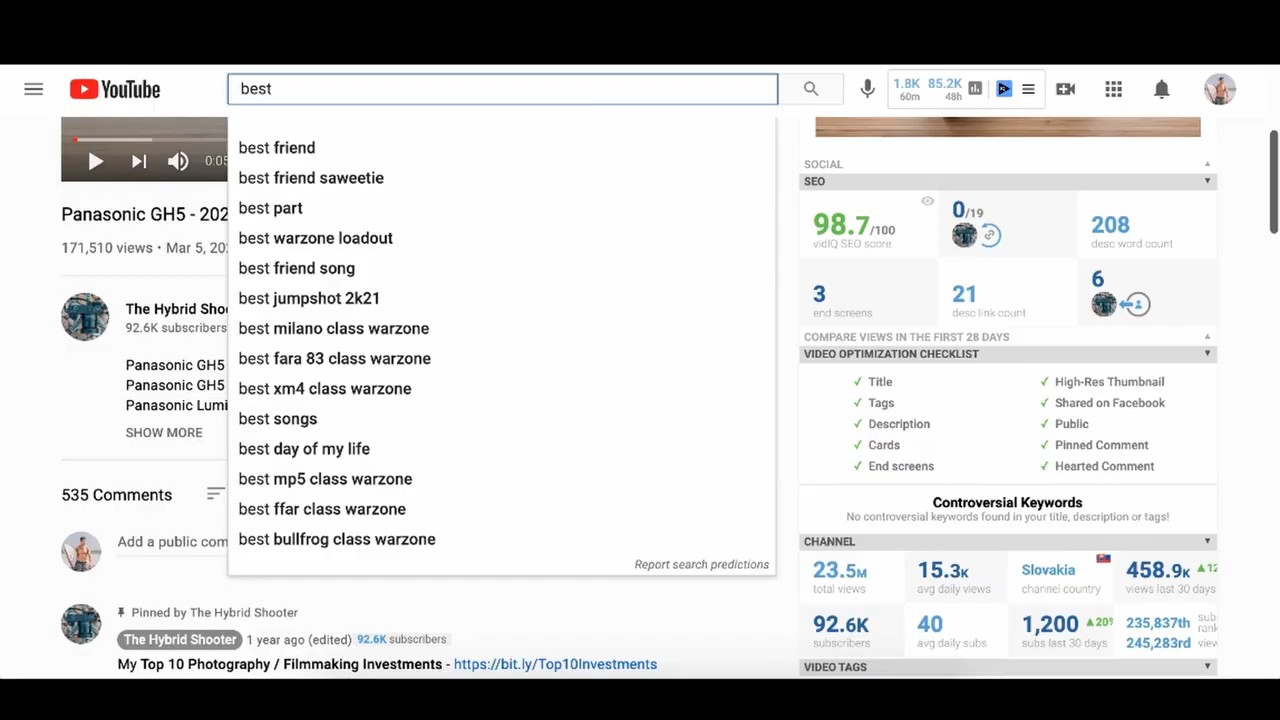 YouTube
best
1.8K 85.2K
60m 48h
best friend
best friend saweetie
best part
best warzone loadout
best friend song
best jumpshot 2k21
best milano class warzone
best fara 83 class warzone
best xm4 class warzone
best songs
best day of my life
best mp5 class warzone
best ffar class warzone
best bullfrog class warzone
Report search predictions
0:05
Panasonic GH5 - 202
171,510 views • Mar 5, 202
The Hybrid Shoo
92.6K subscribers
Panasonic GH5
Panasonic GH5
Panasonic Lumi
SHOW MORE
535 Comments
Add a public com
Pinned by The Hybrid Shooter
The Hybrid Shooter 1 year ago (edited) 92.6K subscribers
My Top 10 Photography / Filmmaking Investments - https://bit.ly/Top10Investments
SOCIAL
SEO
98.7/100
vidIQ SEO score
0/19
208
desc word count
3
end screens
21
desc link count
6
COMPARE VIEWS IN THE FIRST 28 DAYS
VIDEO OPTIMIZATION CHECKLIST
✓ Title ✓ High-Res Thumbnail
✓ Tags ✓ Shared on Facebook
✓ Description ✓ Public
✓ Cards ✓ Pinned Comment
✓ End screens ✓ Hearted Comment
Controversial Keywords
No controversial keywords found in your title, description or tags!
CHANNEL
23.5M
total views
15.3K
avg daily views
Slovakia
channel country
458.9K ▲12
views last 30 days
92.6K
subscribers
40
avg daily subs
1,200 ▲20%
subs last 30 days
235,837th subs rank
245,283rd view
VIDEO TAGS